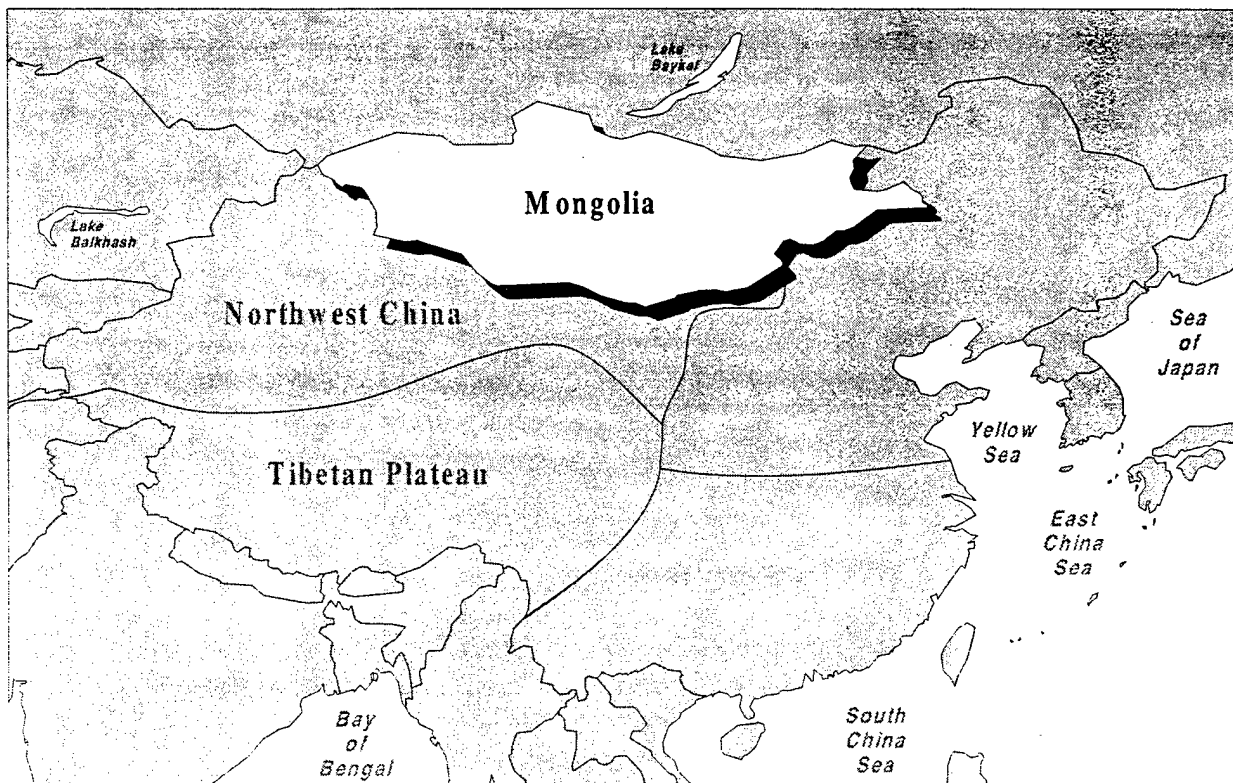 Lake
Baykal
Mongolia
Lake
Balkhash
Northwest China
Sea
of
Japan
Yellow
Sea
Tibetan Plateau
East
China
Sea
Bay
of
Bengal
South
China
Sea